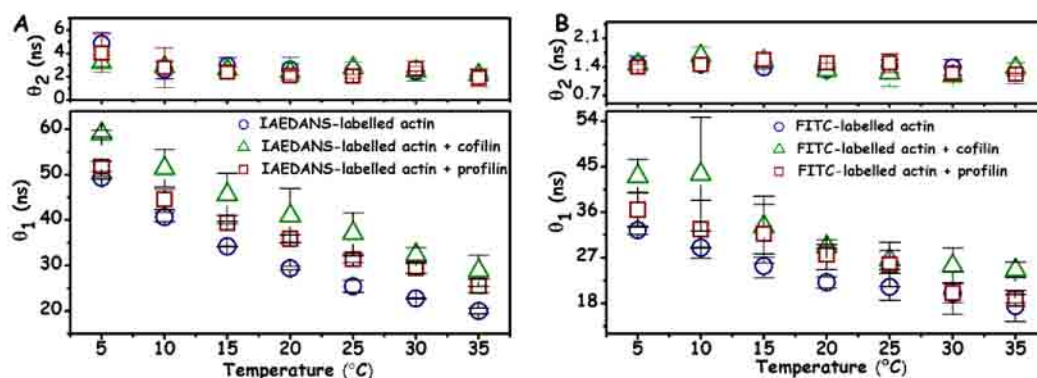 A
θ2 (ns)
6
4
2
0
θ1 (ns)
60
50
40
30
20
IAEDANS-labelled actin
IAEDANS-labelled actin + cofilin
IAEDANS-labelled actin + profilin
5 10 15 20 25 30 35
Temperature (°C)
B
θ2 (ns)
2.1
1.4
0.7
θ1 (ns)
54
45
36
27
18
FITC-labelled actin
FITC-labelled actin + cofilin
FITC-labelled actin + profilin
5 10 15 20 25 30 35
Temperature (°C)